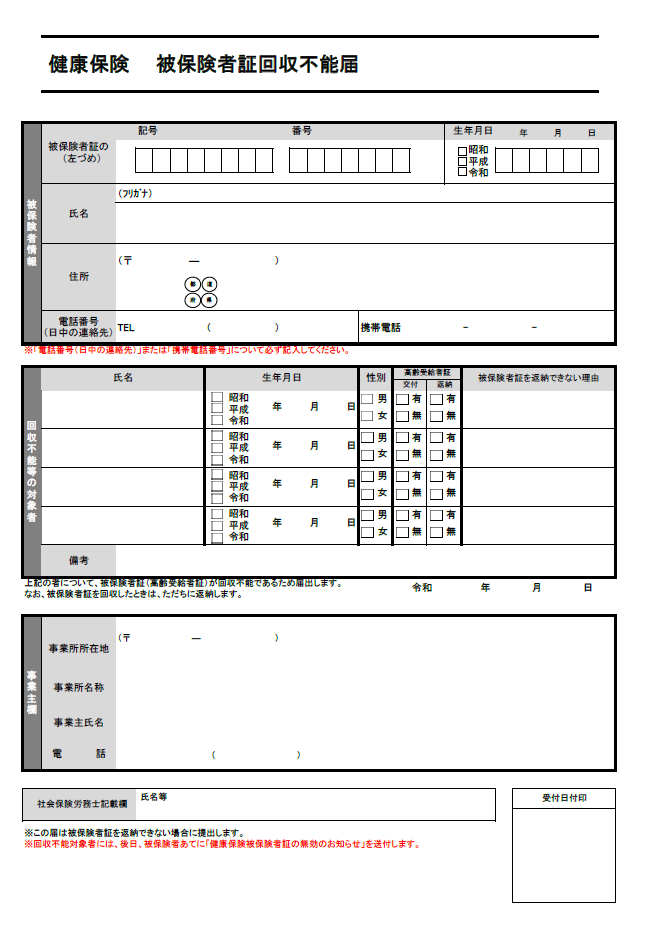 健康保険 被保険者証回収不能届
被保険者情報
被保険者証の
（左づめ）
記号 番号
生年月日 年 月 日
昭和
平成
令和
氏名
（フリガナ）
住所
（〒 ― ）
都 道
府 県
電話番号
（日中の連絡先）
TEL （ ）
携帯電話 － －
※「電話番号（日中の連絡先）」または「携帯電話番号」について必ず記入してください。
回収不能等の対象者
氏名 生年月日 性別 高齢受給者証 被保険者証を返納できない理由
交付 返納
昭和
平成 年 月 日
令和
男 有 有
女 無 無
昭和
平成 年 月 日
令和
男 有 有
女 無 無
昭和
平成 年 月 日
令和
男 有 有
女 無 無
昭和
平成 年 月 日
令和
男 有 有
女 無 無
備考
上記の者について、被保険者証（高齢受給者証）が回収不能であるため届出します。
なお、被保険者証を回収したときは、ただちに返納します。
令和 年 月 日
事業主欄
事業所所在地
（〒 ― ）
事業所名称
事業主氏名
電 話
（ ）
社会保険労務士記載欄
氏名等
受付日付印
※この届は被保険者証を返納できない場合に提出します。
※回収不能対象者には、後日、被保険者あてに「健康保険被保険者証の無効のお知らせ」を送付します。